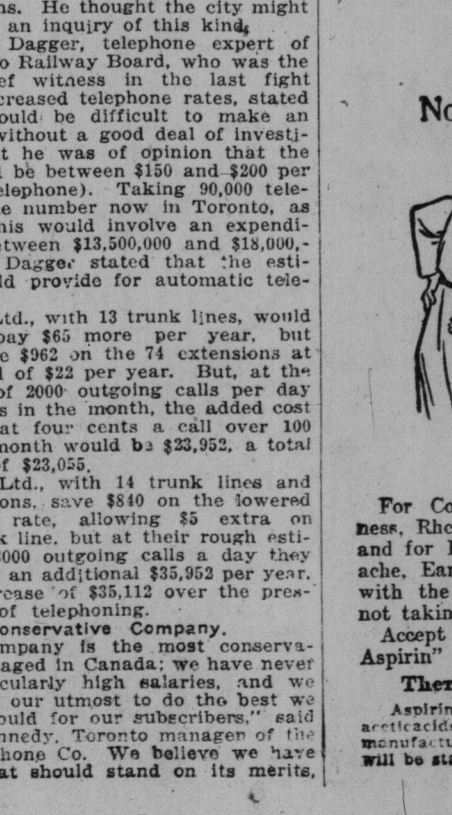 ns. He thought the city might
an inquiry of this kind,
Dagger, telephone expert of
o Railway Board, who was the
ef witness in the last fight
creased telephone rates, stated
ould be difficult to make an
without a good deal of investi-
t he was of opinion that the
l be between $150 and $200 per
elephone). Taking 90,000 tele-
e number now in Toronto, as
his would involve an expendi-
tween $13,500,000 and $18,000,-
Dagger stated that the esti-
ld provide for automatic tele-
Ltd., with 13 trunk lines, would
pay $65 more per year, but
e $962 on the 74 extensions at
l of $22 per year. But, at the
of 2000 outgoing calls per day
s in the month, the added cost
at four cents a call over 100
month would be $23,952, a total
f $23,055.
Ltd., with 14 trunk lines and
ons, save $840 on the lowered
rate, allowing $5 extra on
k line, but at their rough esti-
000 outgoing calls a day they
an additional $35,952 per year,
rease of $35,112 over the pres-
of telephoning.
onservative Company.
mpany is the most conserva-
aged in Canada; we have never
cularly high salaries, and we
our utmost to do the best we
ould for our subscribers," said
nnedy, Toronto manager of the
phone Co. We believe we have
at should stand on its merits,
No
For Co
ness, Rhe
and for
ache, Ear
with the
not takin
Accept
Aspirin"
Ther
Aspirin
aceticacid
manufactu
will be sta